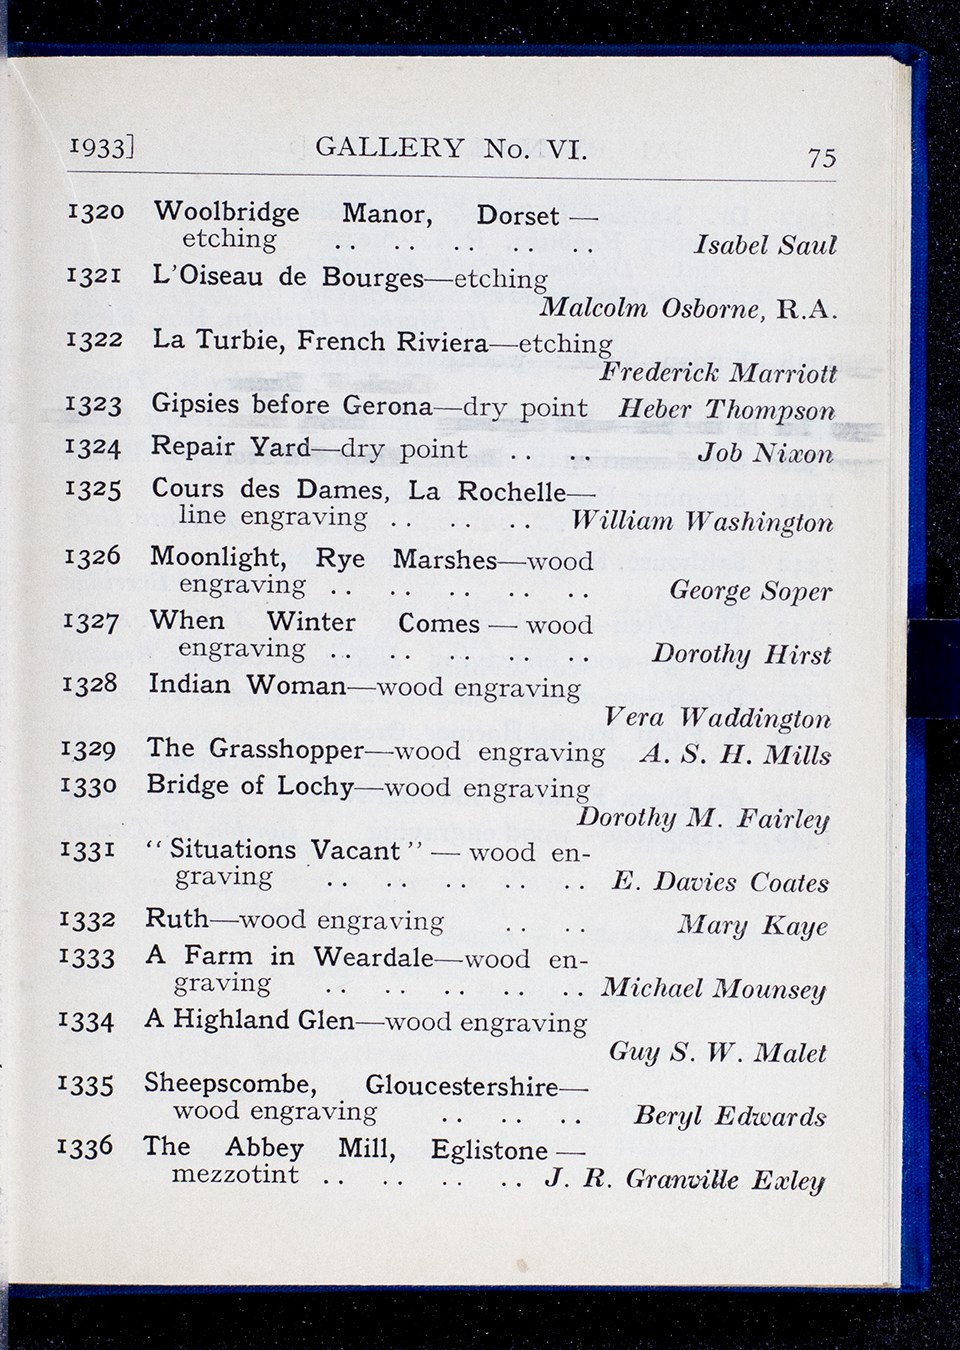 1933] GALLERY No. VI. 75
1320 Woolbridge Manor, Dorset —
etching .. .. .. .. .. Isabel Saul
1321 L'Oiseau de Bourges—etching
Malcolm Osborne, R.A.
1322 La Turbie, French Riviera—etching
Frederick Marriott
1323 Gipsies before Gerona—dry point Heber Thompson
1324 Repair Yard—dry point .. .. Job Nixon
1325 Cours des Dames, La Rochelle—
line engraving .. .. .. William Washington
1326 Moonlight, Rye Marshes—wood
engraving .. .. .. .. .. George Soper
1327 When Winter Comes — wood
engraving .. .. .. .. .. Dorothy Hirst
1328 Indian Woman—wood engraving
Vera Waddington
1329 The Grasshopper—wood engraving A. S. H. Mills
1330 Bridge of Lochy—wood engraving
Dorothy M. Fairley
1331 “Situations Vacant” — wood en-
graving .. .. .. .. .. E. Davies Coates
1332 Ruth—wood engraving .. .. Mary Kaye
1333 A Farm in Weardale—wood en-
graving .. .. .. .. .. Michael Mounsey
1334 A Highland Glen—wood engraving
Guy S. W. Malet
1335 Sheepscombe, Gloucestershire—
wood engraving .. .. .. Beryl Edwards
1336 The Abbey Mill, Eglistone —
mezzotint .. .. .. .. J. R. Granville Exley